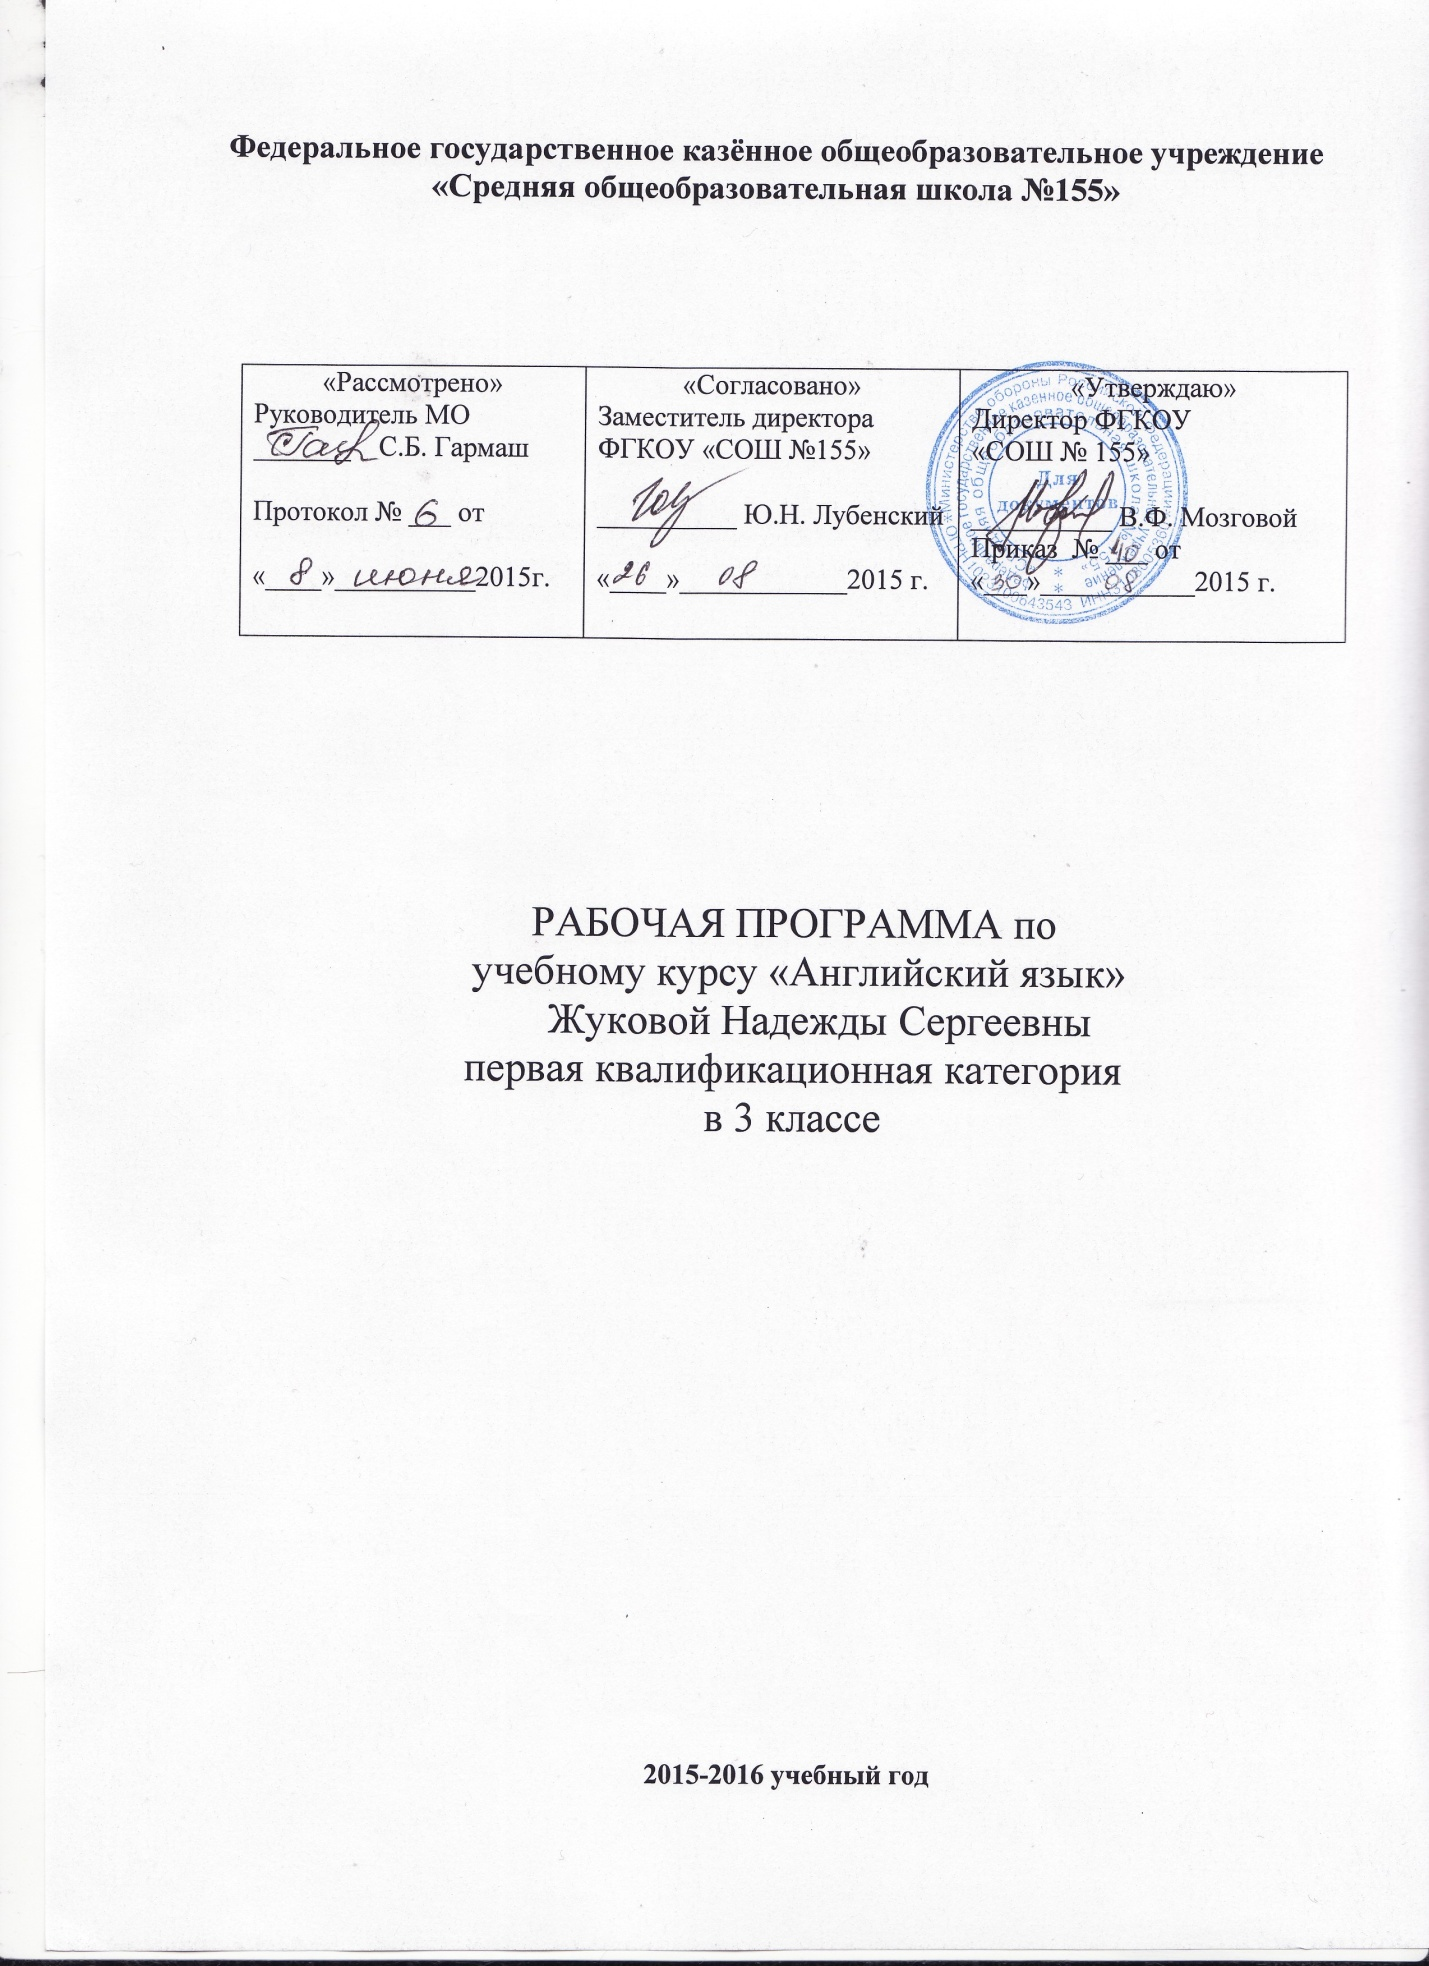 Федеральное государственное казённое общеобразовательное учреждение
«Средняя общеобразовательная школа №155»
«Рассмотрено»
Руководитель МО
С.Б. Гармаш
Протокол № 6 от
«8» июня 2015г.
«Согласовано»
Заместитель директора
ФГКОУ «СОШ №155»
Ю.Н. Лубенский
«26» 08 2015 г.
«Утверждаю»
Директор ФГКОУ
«СОШ № 155»
В.Ф. Мозговой
Приказ № 40 от
« » 08 2015 г.
Для
документов
РАБОЧАЯ ПРОГРАММА по
учебному курсу «Английский язык»
Жуковой Надежды Сергеевны
первая квалификационная категория
в 3 классе
2015-2016 учебный год